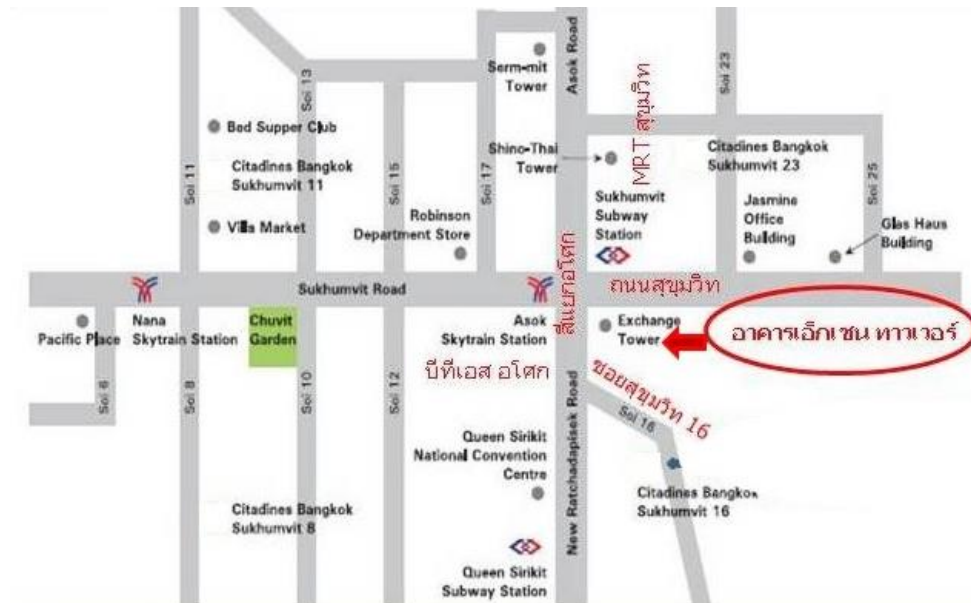 Serm-mit
Tower
Asok Road
Soi 13
Soi 23
Bed Supper Club
MRT สุขุมวิท
Shino-Thai
Tower
Citadines Bangkok
Sukhumvit 23
Citadines Bangkok
Sukhumvit 11
Soi 11
Soi 15
Soi 17
Soi 25
Sukhumvit
Subway
Station
Jasmine
Office
Building
Villa Market
Robinson
Department Store
Glas Haus
Building
สี่แยกอโศก
Sukhumvit Road
ถนนสุขุมวิท
Pacific Place
Nana
Skytrain Station
Chuvit
Garden
Asok
Skytrain Station
Exchange
Tower
อาคารเอ็กเชน ทาวเวอร์
บีทีเอส อโศก
ซอยสุขุมวิท 16
Soi 6
Soi 8
Soi 10
Soi 12
Soi 16
New Ratchadapisek Road
Queen Sirikit
National Convention
Centre
Citadines Bangkok
Sukhumvit 8
Citadines Bangkok
Sukhumvit 16
Queen Sirikit
Subway Station